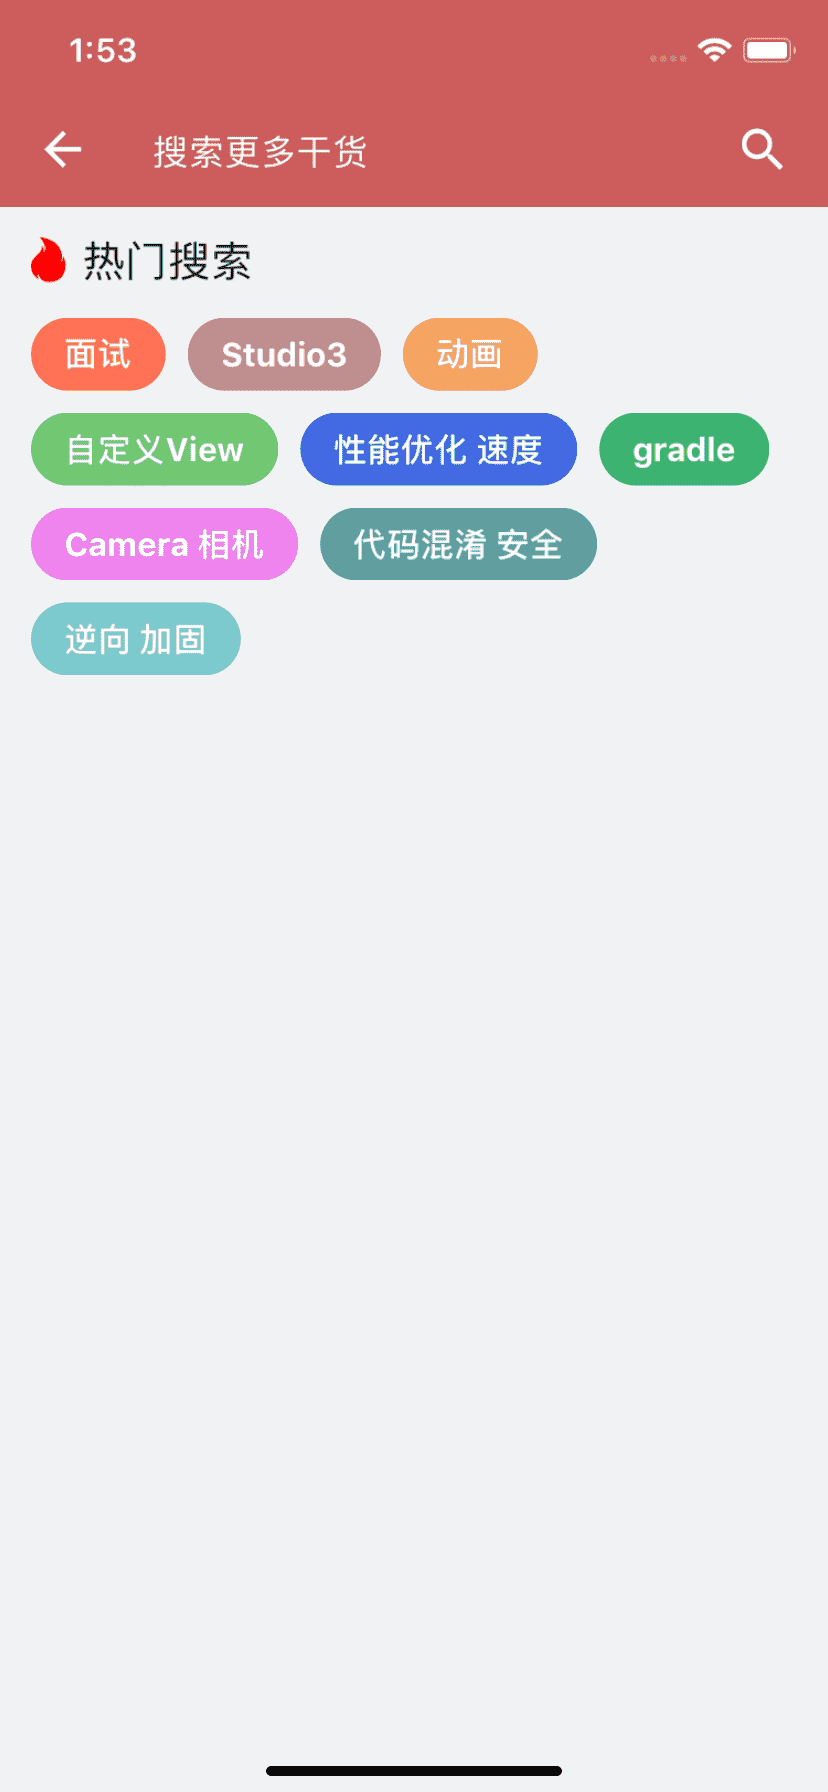 1:53
搜索更多干货
热门搜索
面试 Studio3 动画
自定义View 性能优化 速度 gradle
Camera 相机 代码混淆 安全
逆向 加固